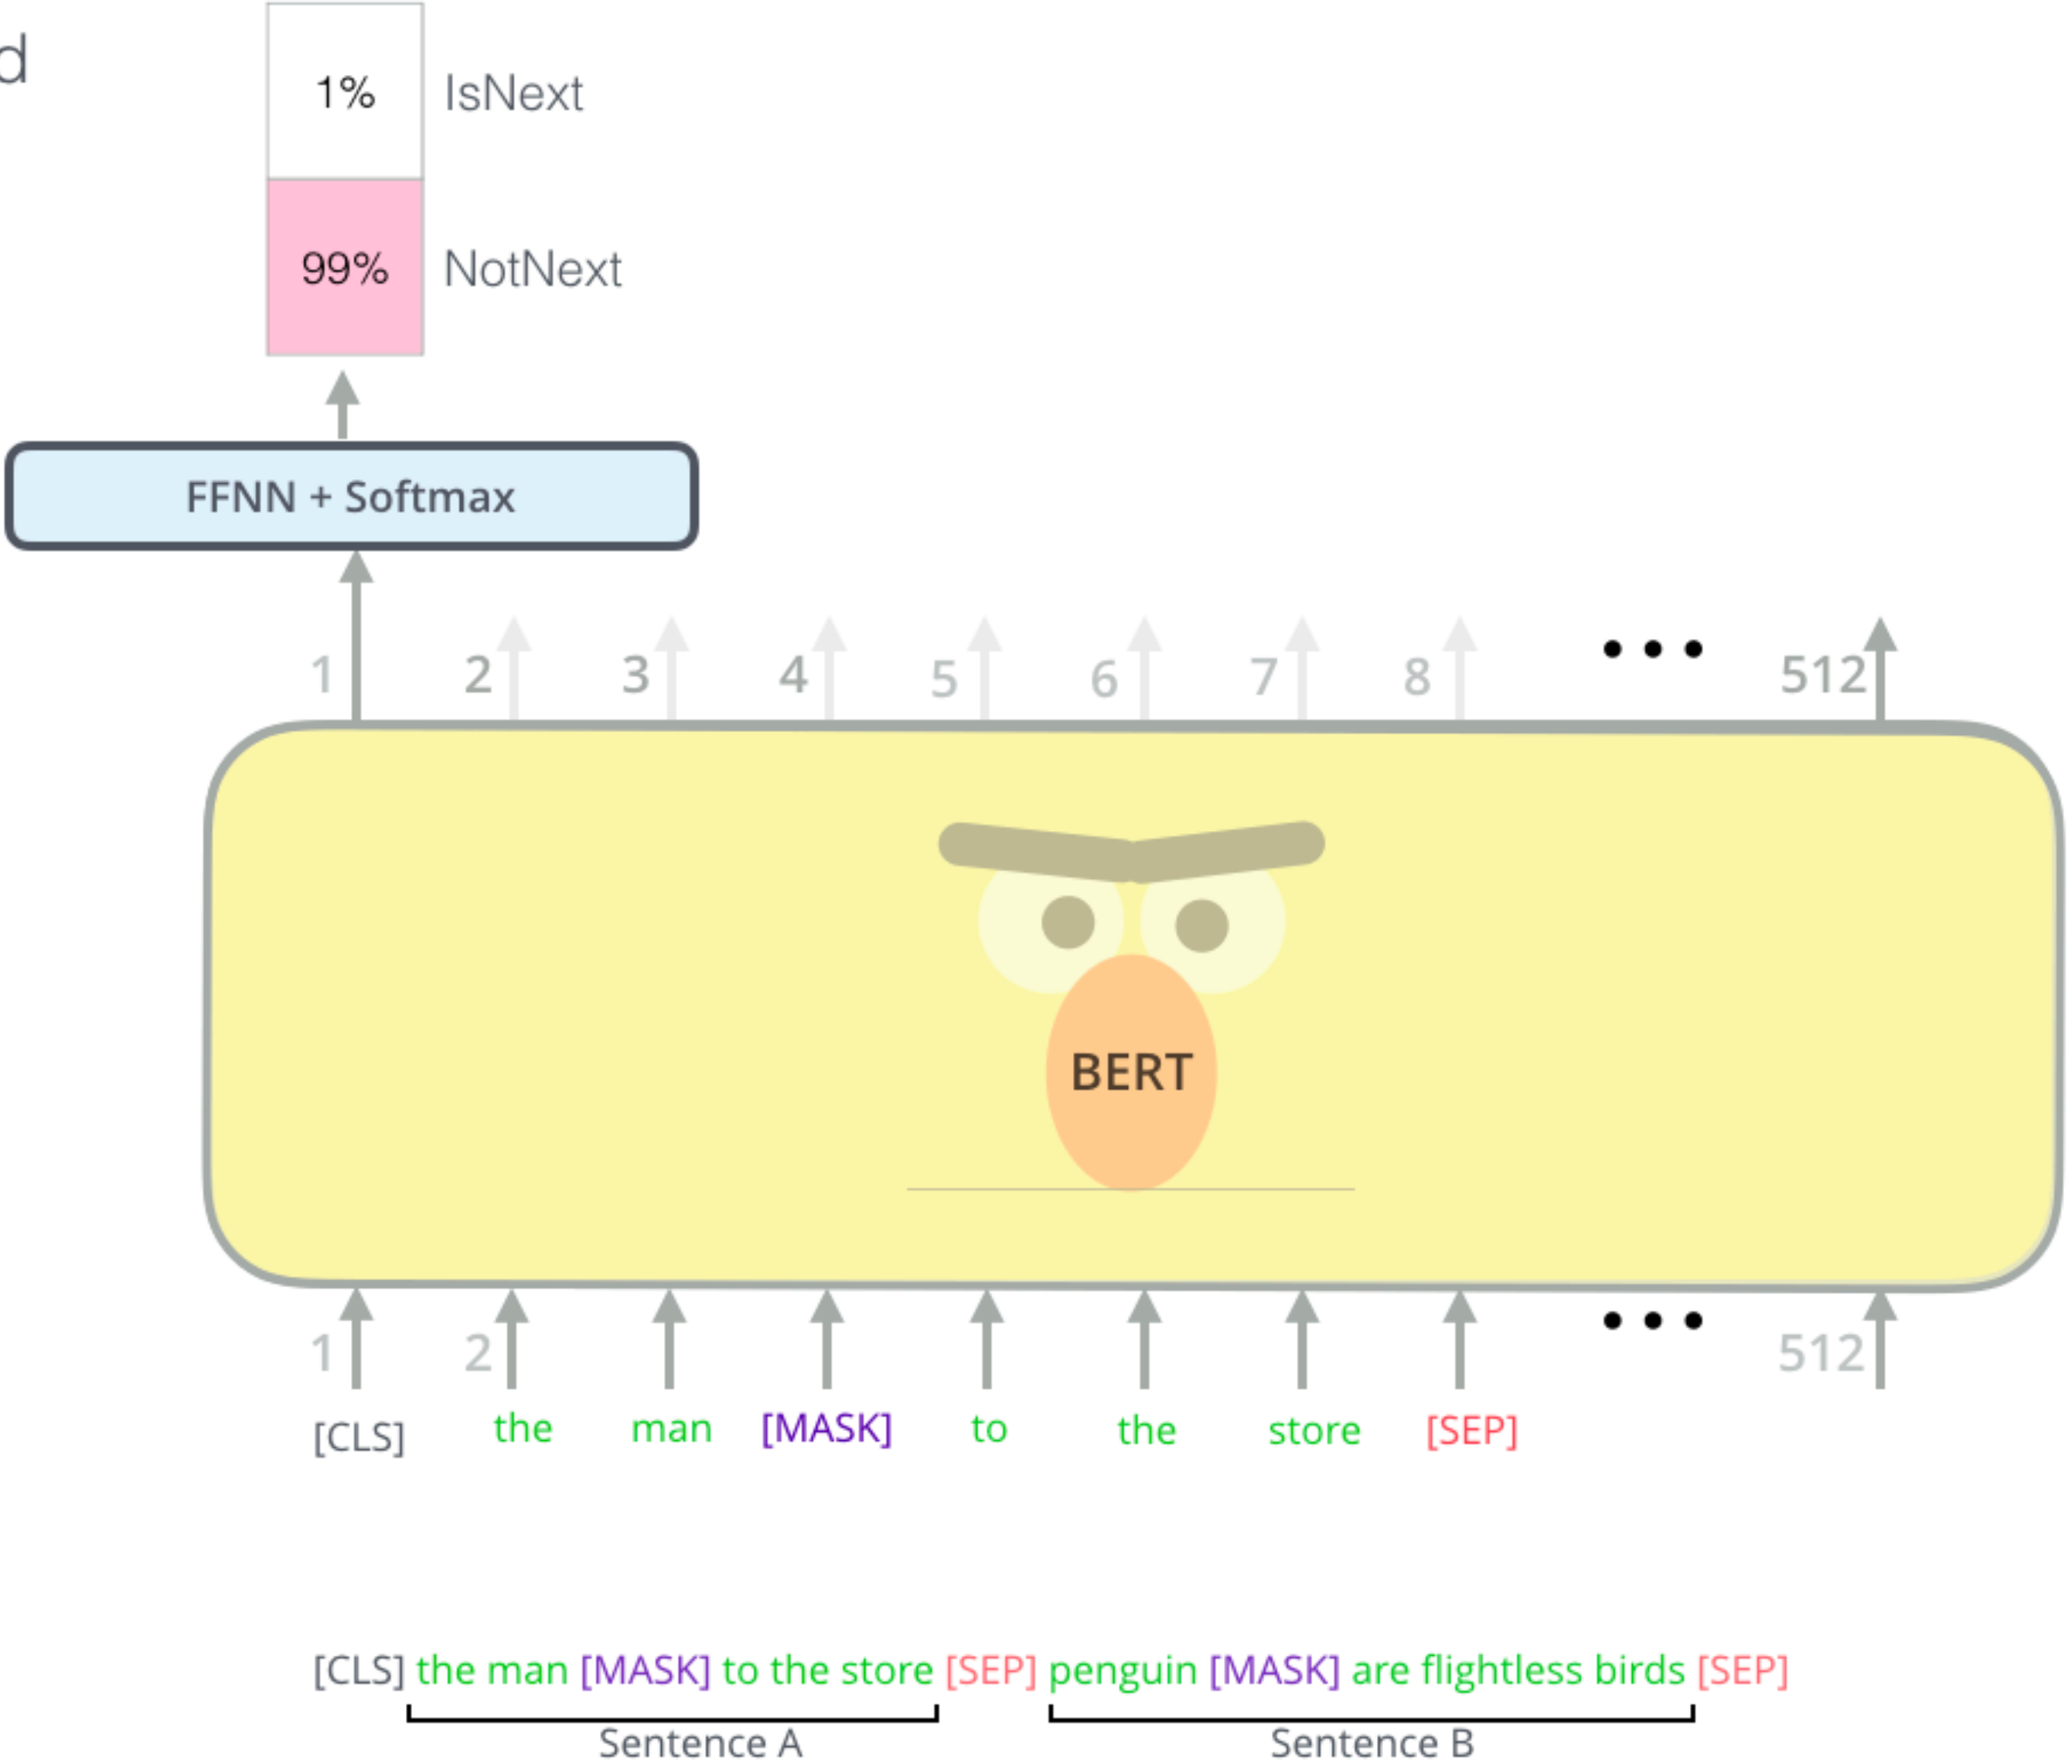 d
1% IsNext
99% NotNext
FFNN + Softmax
1 2 3 4 5 6 7 8 ••• 512
BERT
1 2 ••• 512
[CLS] the man [MASK] to the store [SEP]
[CLS] the man [MASK] to the store [SEP] penguin [MASK] are flightless birds [SEP]
Sentence A Sentence B